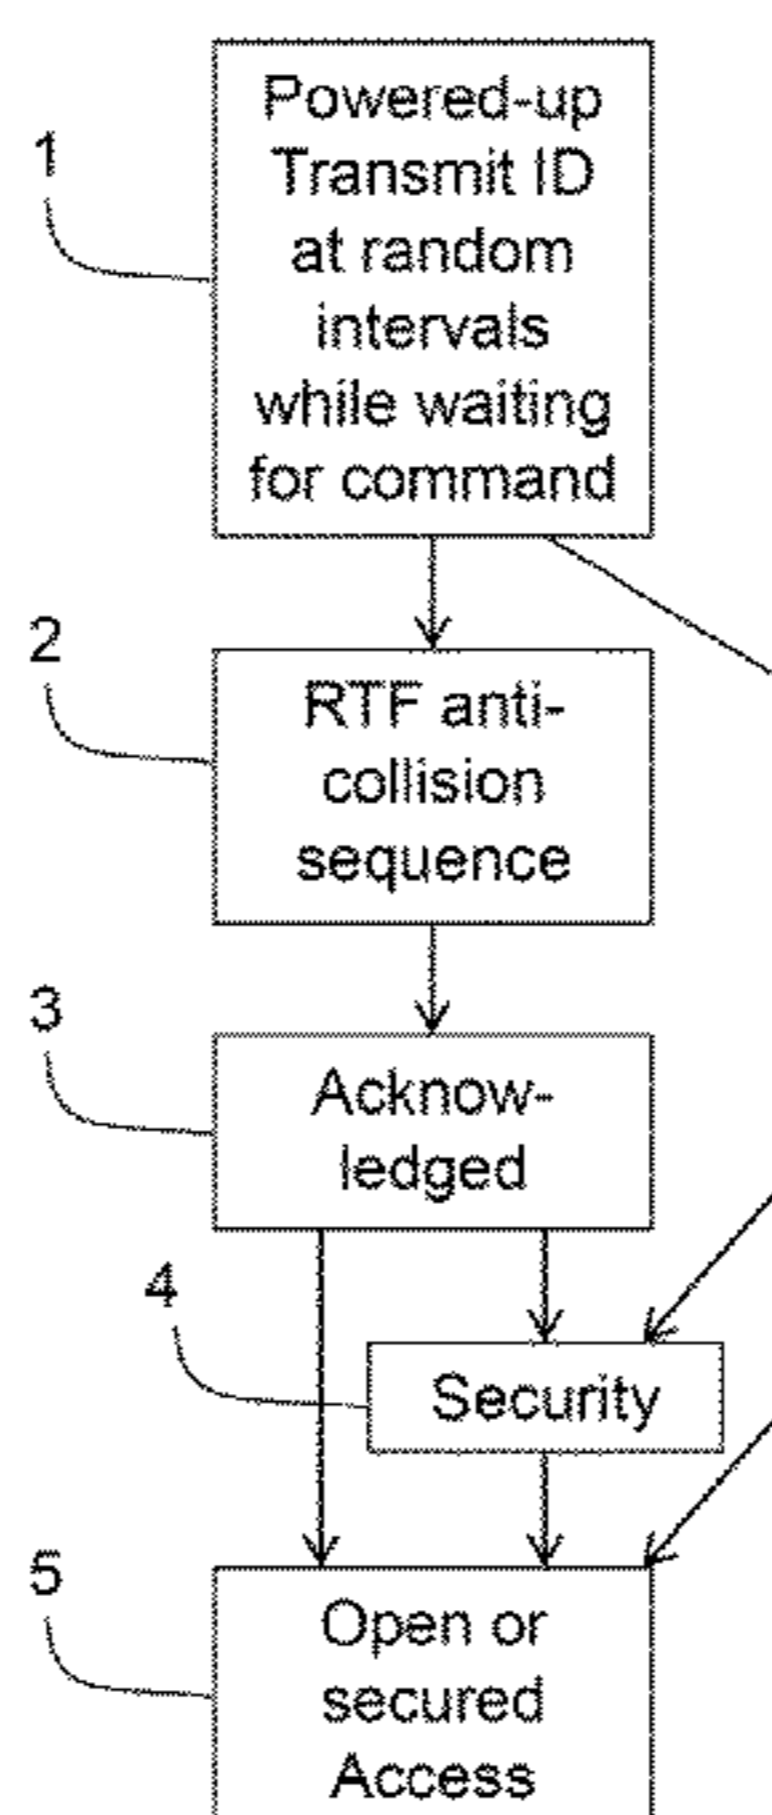 1
Powered-up
Transmit ID
at random
intervals
while waiting
for command
2
RTF anti-
collision
sequence
3
Acknow-
ledged
4
Security
5
Open or
secured
Access